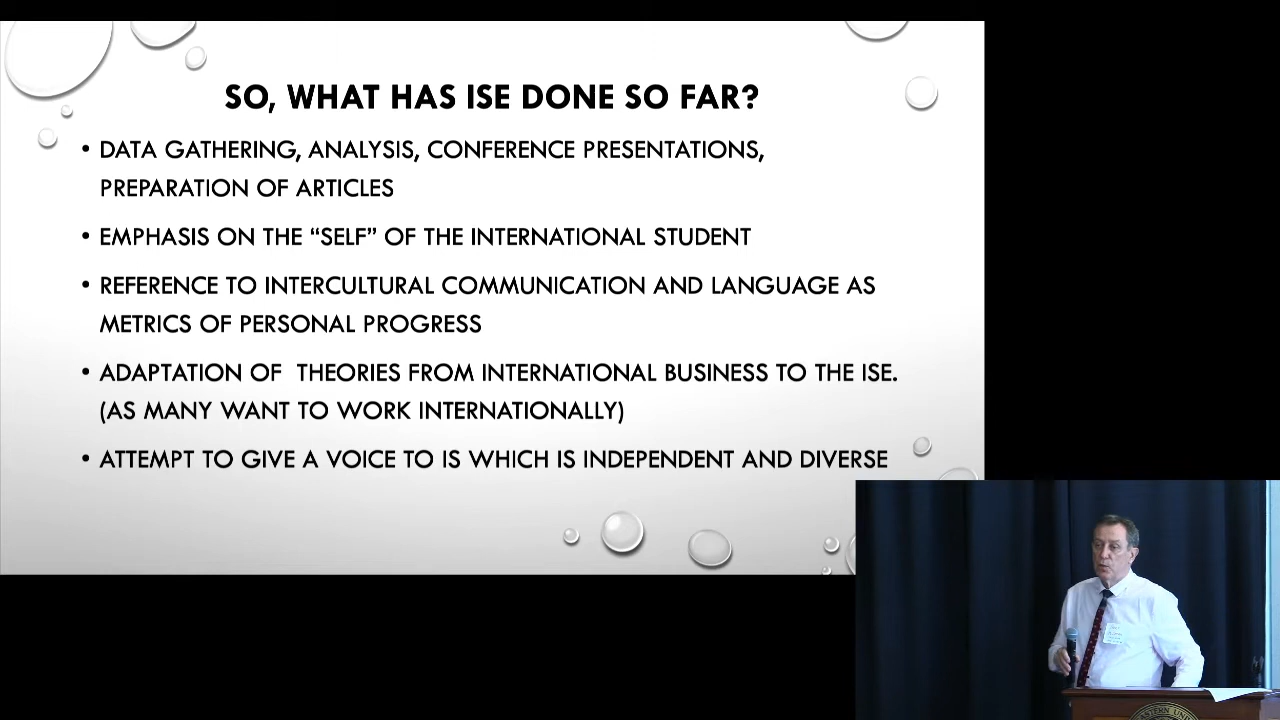 SO, WHAT HAS ISE DONE SO FAR?
• DATA GATHERING, ANALYSIS, CONFERENCE PRESENTATIONS,
PREPARATION OF ARTICLES
• EMPHASIS ON THE “SELF” OF THE INTERNATIONAL STUDENT
• REFERENCE TO INTERCULTURAL COMMUNICATION AND LANGUAGE AS
METRICS OF PERSONAL PROGRESS
• ADAPTATION OF THEORIES FROM INTERNATIONAL BUSINESS TO THE ISE.
(AS MANY WANT TO WORK INTERNATIONALLY)
• ATTEMPT TO GIVE A VOICE TO IS WHICH IS INDEPENDENT AND DIVERSE